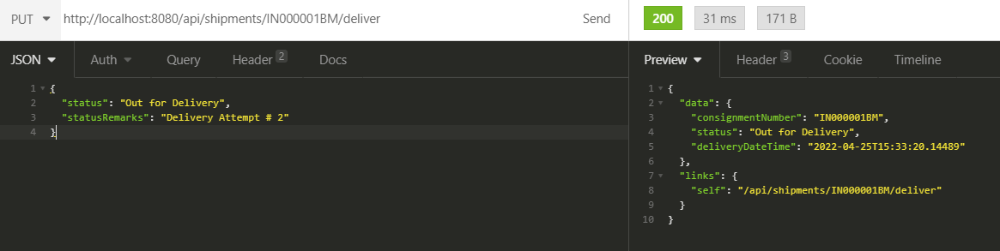 PUT http://localhost:8080/api/shipments/IN000001BM/deliver Send 200 31 ms 171 B
JSON Auth Query Header 2 Docs Preview Header 3 Cookie Timeline
1 {
2 "status": "Out for Delivery",
3 "statusRemarks": "Delivery Attempt # 2"
4 }
1 {
2 "data": {
3 "consignmentNumber": "IN000001BM",
4 "status": "Out for Delivery",
5 "deliveryDateTime": "2022-04-25T15:33:20.14489"
6 },
7 "links": {
8 "self": "/api/shipments/IN000001BM/deliver"
9 }
10 }